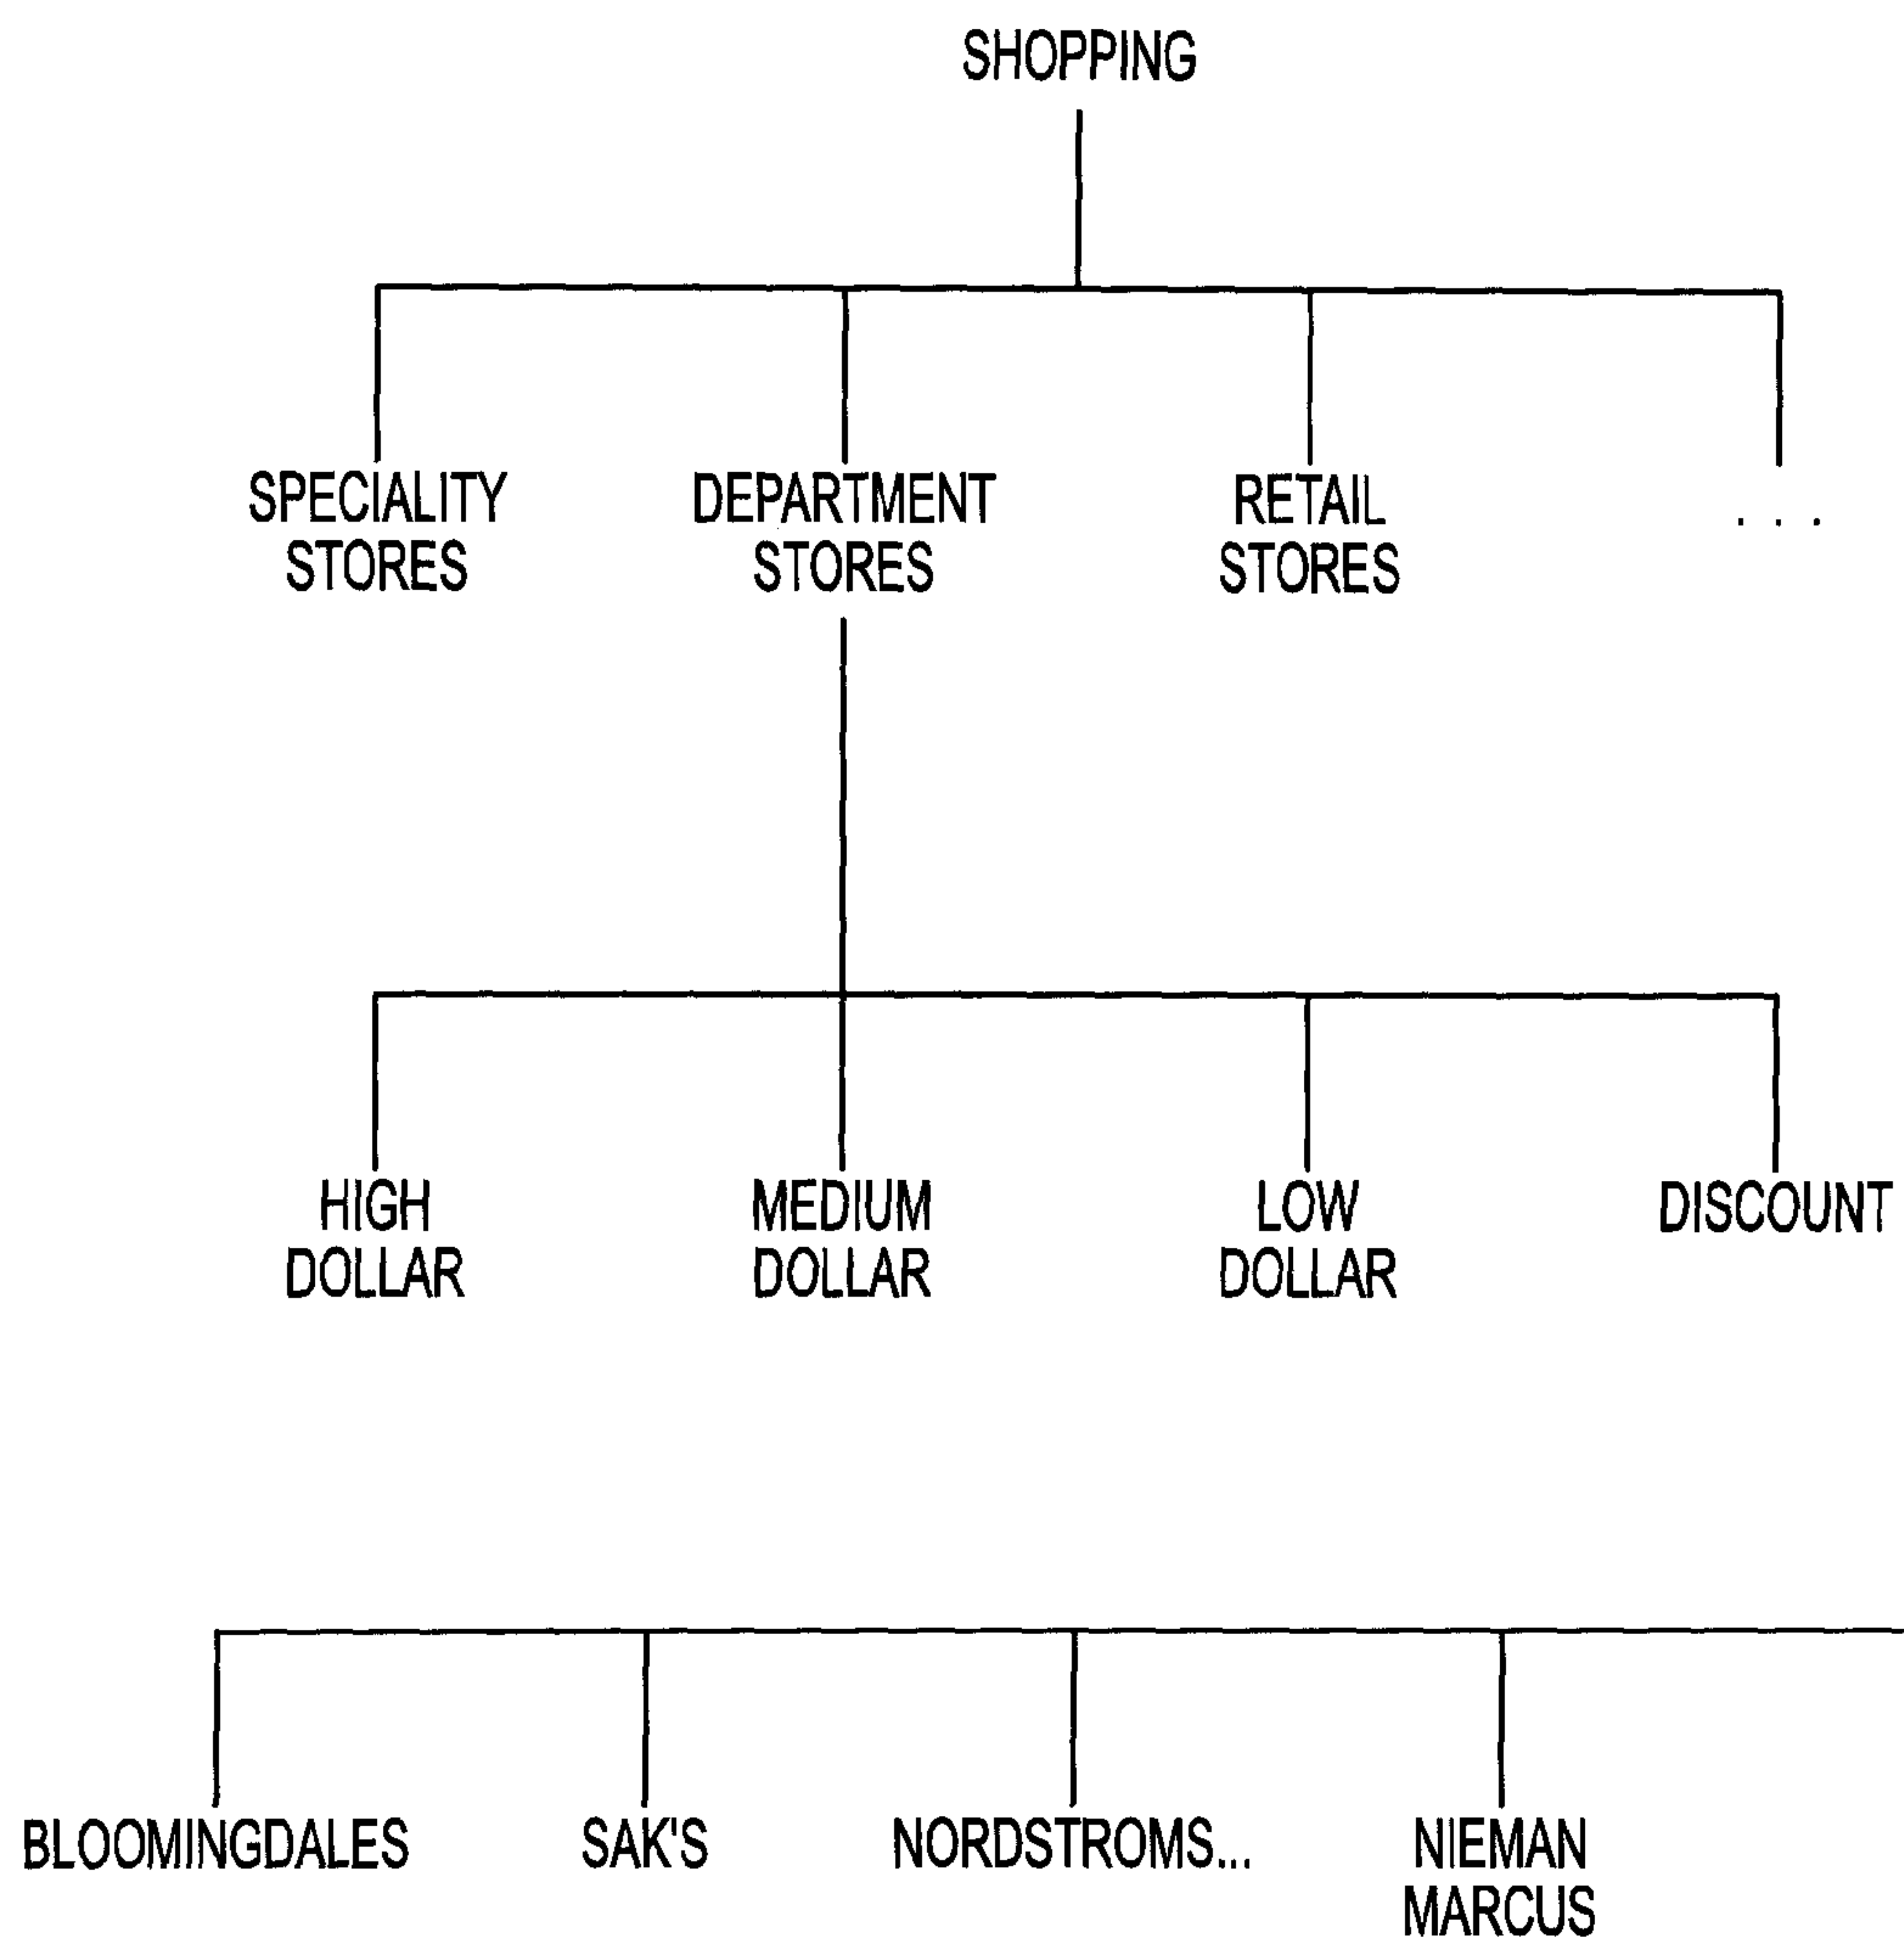 SHOPPING
SPECIALITY
STORES
DEPARTMENT
STORES
RETAIL
STORES
. . .
HIGH
DOLLAR
MEDIUM
DOLLAR
LOW
DOLLAR
DISCOUNT
BLOOMINGDALES
SAK'S
NORDSTROMS...
NIEMAN
MARCUS